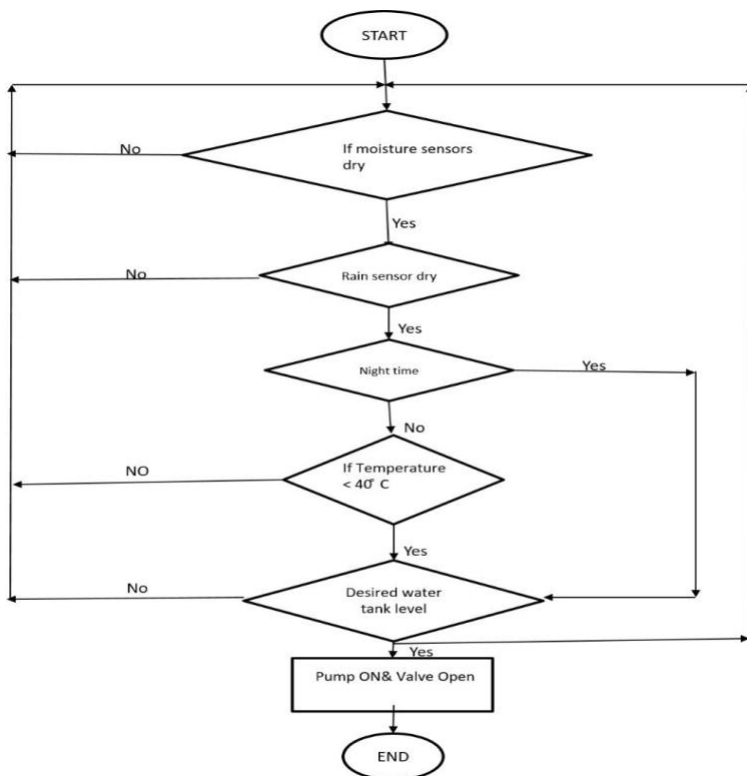 START
No
If moisture sensors
dry
Yes
No
Rain sensor dry
Yes
Night time
Yes
No
NO
If Temperature
< 40° C
Yes
No
Desired water
tank level
Yes
Pump ON& Valve Open
END